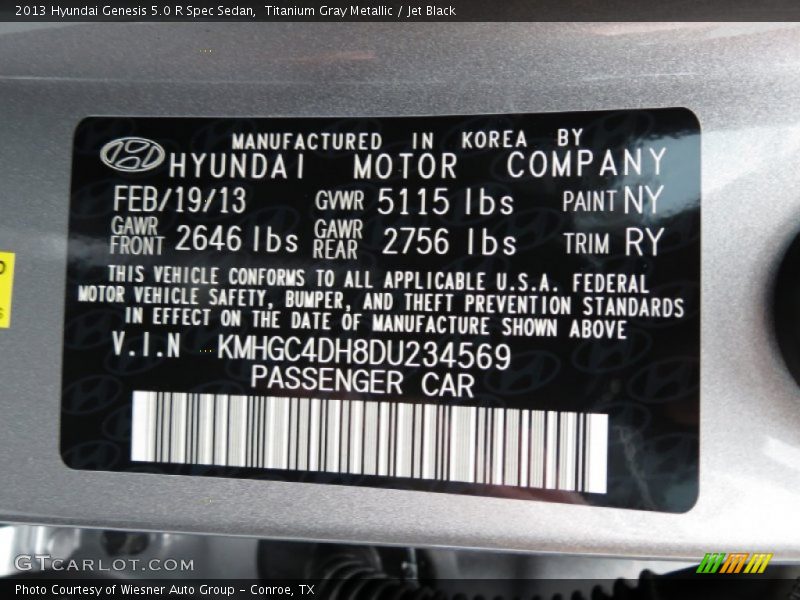 2013 Hyundai Genesis 5.0 R Spec Sedan, Titanium Gray Metallic / Jet Black
MANUFACTURED IN KOREA BY
HYUNDAI MOTOR COMPANY
FEB/19/13 GVWR 5115 lbs PAINT NY
GAWR FRONT 2646 lbs GAWR REAR 2756 lbs TRIM RY
THIS VEHICLE CONFORMS TO ALL APPLICABLE U.S.A. FEDERAL
MOTOR VEHICLE SAFETY, BUMPER, AND THEFT PREVENTION STANDARDS
IN EFFECT ON THE DATE OF MANUFACTURE SHOWN ABOVE
V.I.N KMHGC4DH8DU234569
PASSENGER CAR
GTCARLOT.COM
Photo Courtesy of Wiesner Auto Group - Conroe, TX